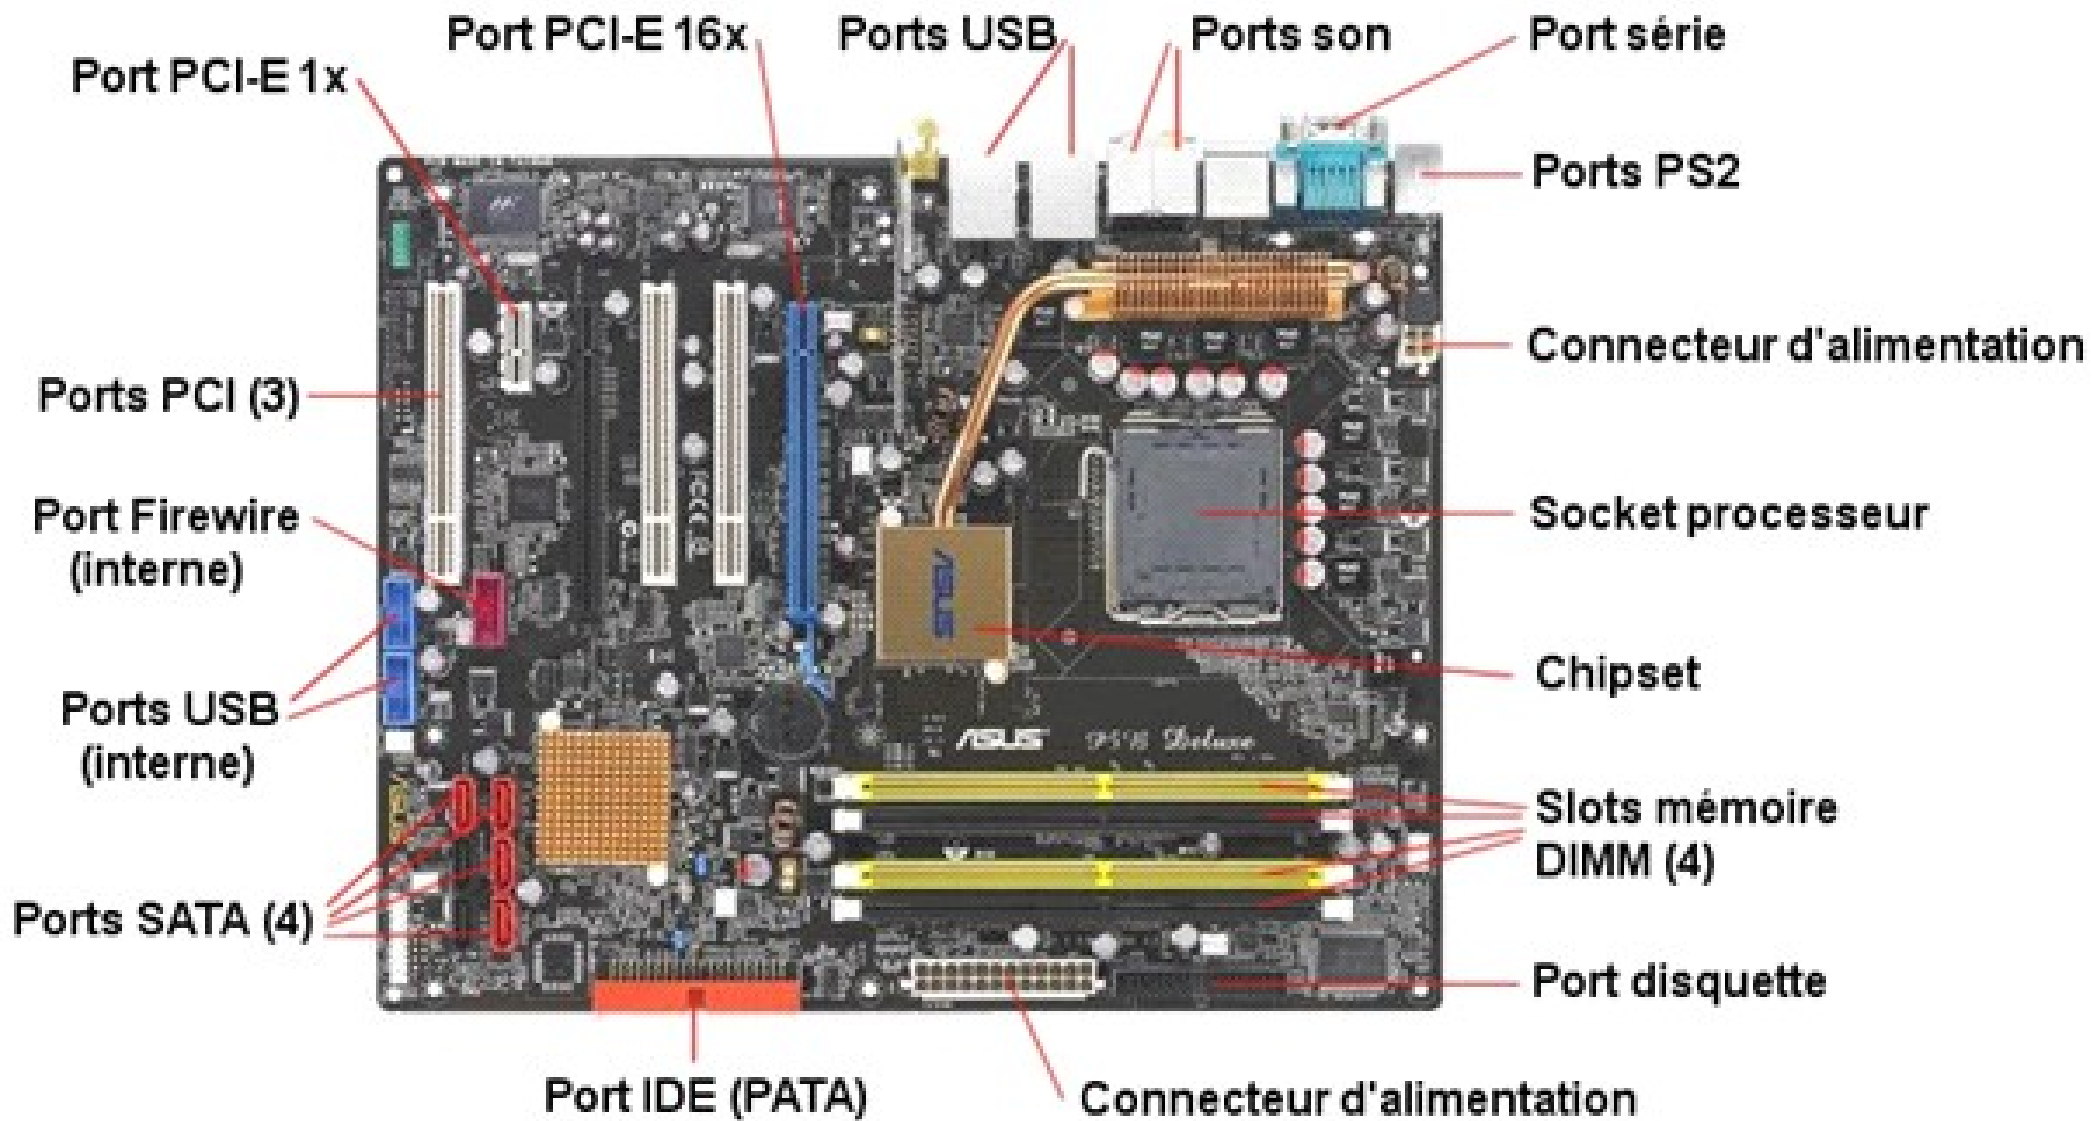 Port PCI-E 16x
Ports USB
Ports son
Port série
Port PCI-E 1x
Ports PS2
Connecteur d'alimentation
Ports PCI (3)
Port Firewire
(interne)
Socket processeur
ASUS
Chipset
Ports USB
(interne)
ASUS
Deluxe
Slots mémoire
DIMM (4)
Ports SATA (4)
Port disquette
Port IDE (PATA)
Connecteur d'alimentation